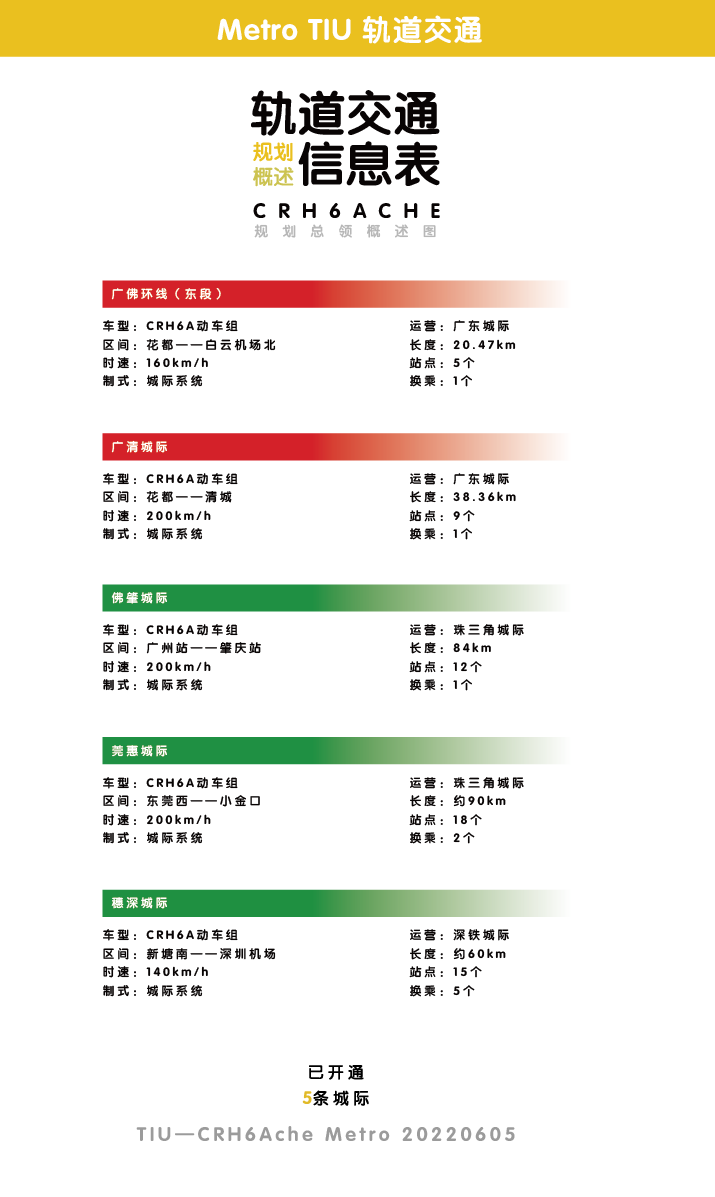 Metro TIU 轨道交通
轨道交通
规划
概述
信息表
CRH6ACHE
规划总领概述图
广佛环线（东段）
车型：CRH6A动车组
运营：广东城际
区间：花都——白云机场北
长度：20.47km
时速：160km/h
站点：5个
制式：城际系统
换乘：1个
广清城际
车型：CRH6A动车组
运营：广东城际
区间：花都——清城
长度：38.36km
时速：200km/h
站点：9个
制式：城际系统
换乘：1个
佛肇城际
车型：CRH6A动车组
运营：珠三角城际
区间：广州站——肇庆站
长度：84km
时速：200km/h
站点：12个
制式：城际系统
换乘：1个
莞惠城际
车型：CRH6A动车组
运营：珠三角城际
区间：东莞西——小金口
长度：约90km
时速：200km/h
站点：18个
制式：城际系统
换乘：2个
穗深城际
车型：CRH6A动车组
运营：深铁城际
区间：新塘南——深圳机场
长度：约60km
时速：140km/h
站点：15个
制式：城际系统
换乘：5个
已开通
5条城际
TIU—CRH6Ache Metro 20220605